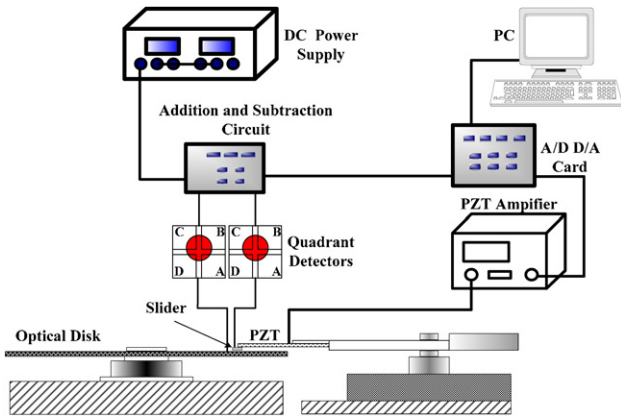 DC Power
Supply
PC
Addition and Subtraction
Circuit
A/D D/A
Card
PZT Ampifier
C B
D A
C B
D A
Quadrant
Detectors
Slider
PZT
Optical Disk